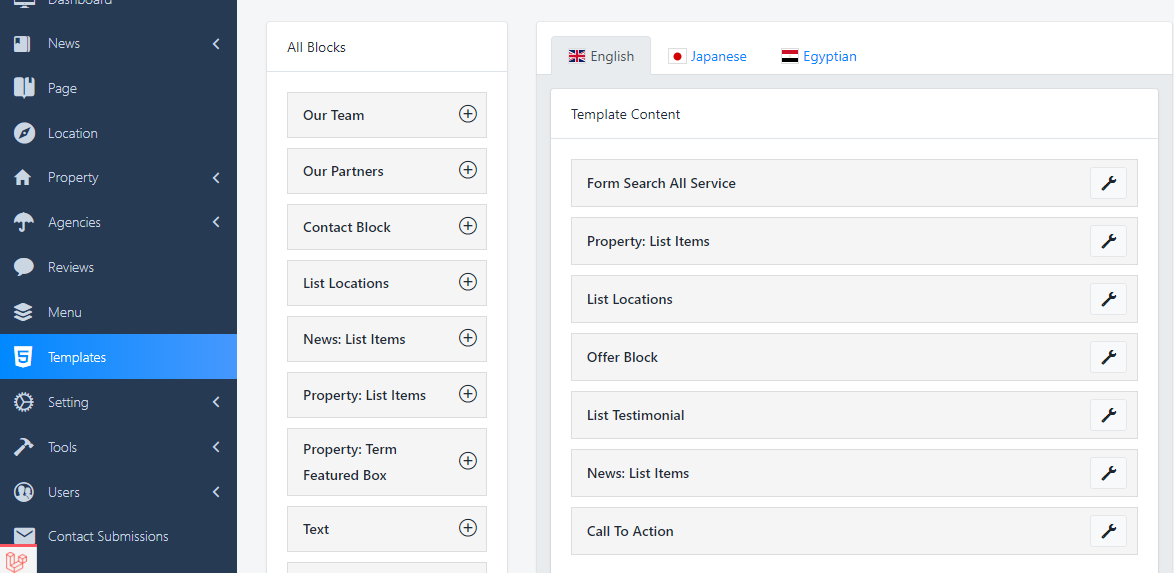 Dashboard
News
Page
Location
Property
Agencies
Reviews
Menu
Templates
Setting
Tools
Users
Contact Submissions
All Blocks
Our Team
Our Partners
Contact Block
List Locations
News: List Items
Property: List Items
Property: Term
Featured Box
Text
English
Japanese
Egyptian
Template Content
Form Search All Service
Property: List Items
List Locations
Offer Block
List Testimonial
News: List Items
Call To Action